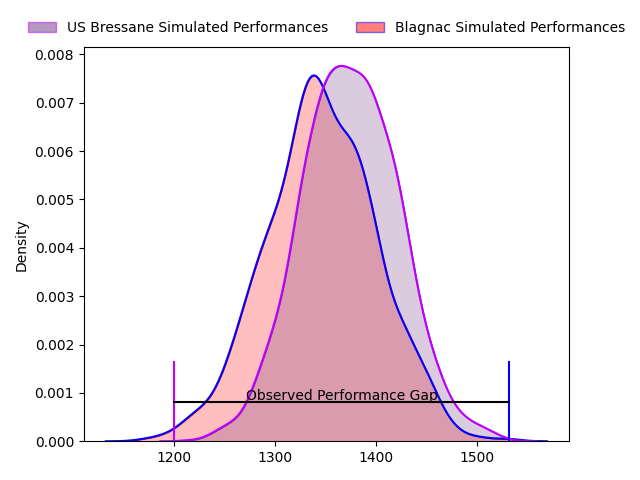 US Bressane Simulated Performances
Blagnac Simulated Performances
0.008
0.007
0.006
0.005
0.004
0.003
0.002
0.001
0.000
Density
Observed Performance Gap
1200 1300 1400 1500